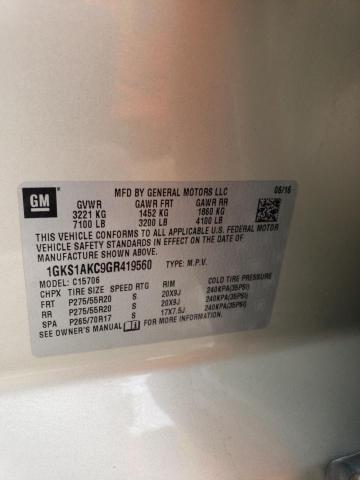 GM
MFD BY GENERAL MOTORS LLC 06/16
GVWR GAWR FRT GAWR RR
3221 KG 1452 KG 1860 KG
7100 LB 3200 LB 4100 LB
THIS VEHICLE CONFORMS TO ALL APPLICABLE U.S. FEDERAL MOTOR
VEHICLE SAFETY STANDARDS IN EFFECT ON THE DATE OF
MANUFACTURE SHOWN ABOVE.
1GKS1AKC9GR419560 TYPE: M.P.V.
MODEL: C15706
CHPX TIRE SIZE SPEED RTG RIM COLD TIRE PRESSURE
FRT P275/55R20 S 20X9J 240KPA(35PSI)
RR P275/55R20 S 20X9J 240KPA(35PSI)
SPA P265/70R17 S 17X7.5J 240KPA(35PSI)
SEE OWNER'S MANUAL FOR MORE INFORMATION.